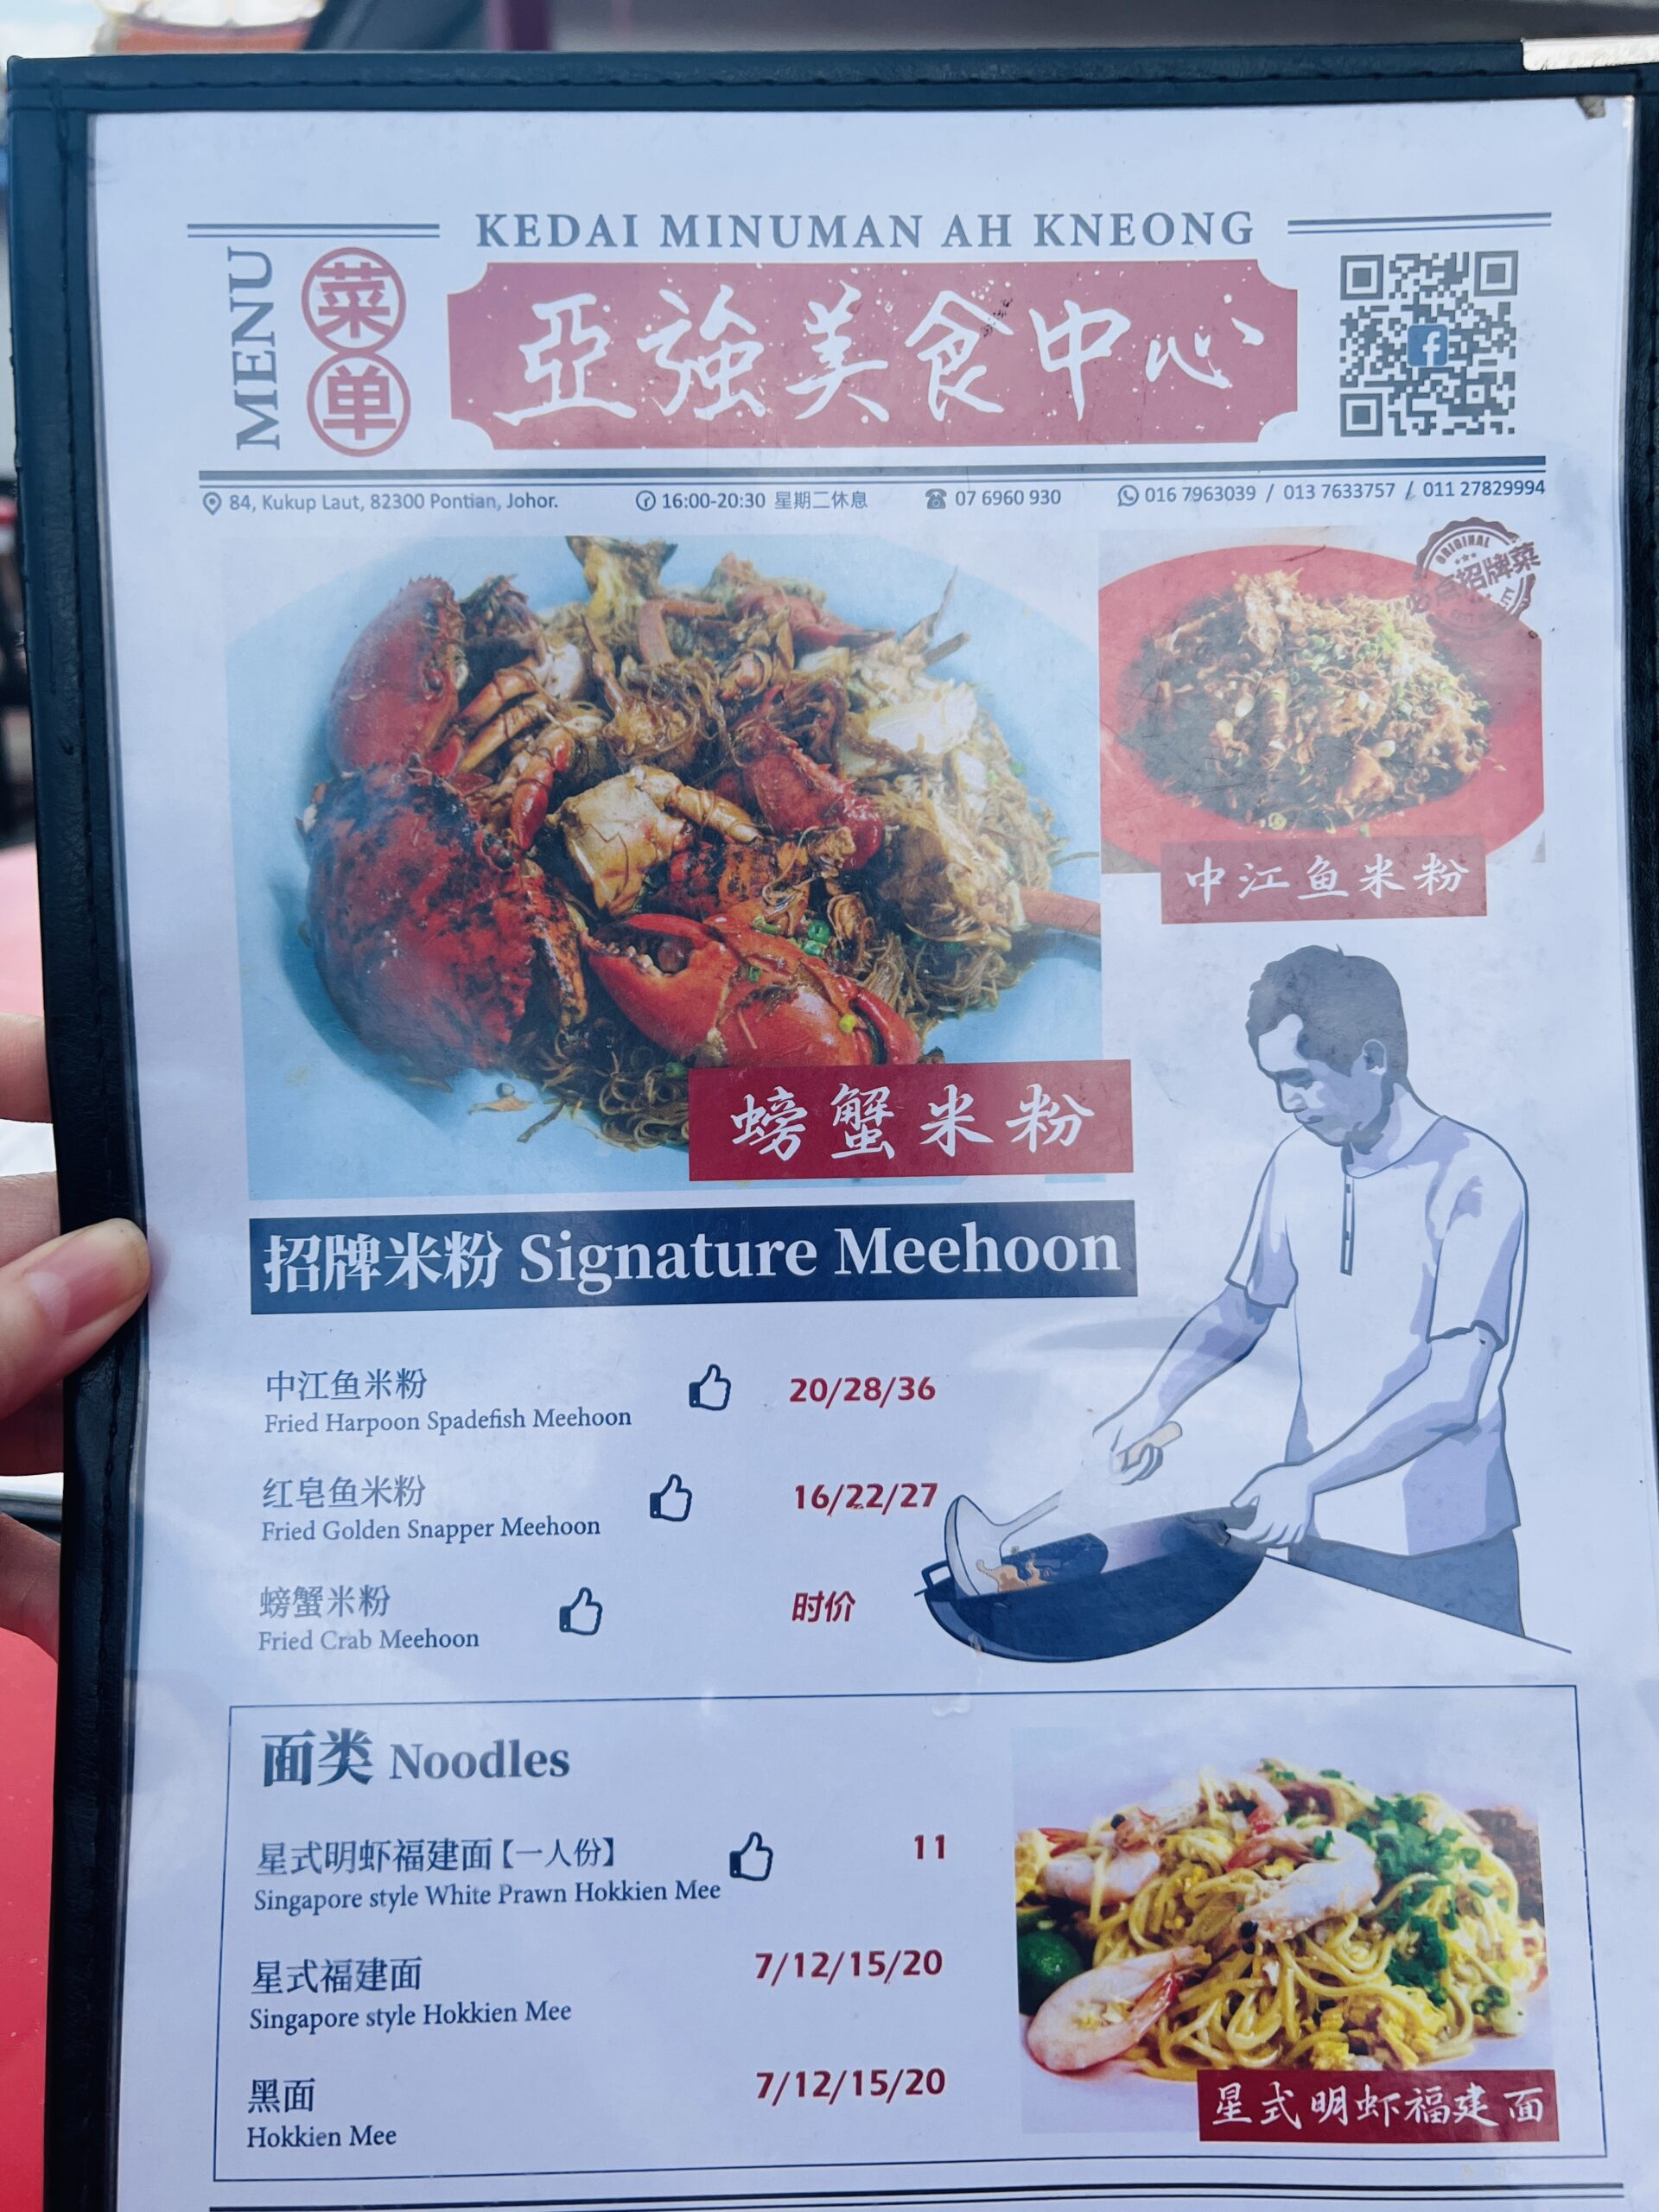 KEDAI MINUMAN AH KNEONG
MENU
菜单
亞強美食中心
84, Kukup Laut, 82300 Pontian, Johor.
16:00-20:30 星期二休息
07 6960 930
016 7963039 / 013 7633757 / 011 27829994
ORIGINAL
招牌菜
中江鱼米粉
螃蟹米粉
招牌米粉 Signature Meehoon
中江鱼米粉 20/28/36
Fried Harpoon Spadefish Meehoon
红皂鱼米粉 16/22/27
Fried Golden Snapper Meehoon
螃蟹米粉 时价
Fried Crab Meehoon
面类 Noodles
星式明虾福建面【一人份】 11
Singapore style White Prawn Hokkien Mee
星式福建面 7/12/15/20
Singapore style Hokkien Mee
黑面 7/12/15/20
Hokkien Mee
星式明虾福建面